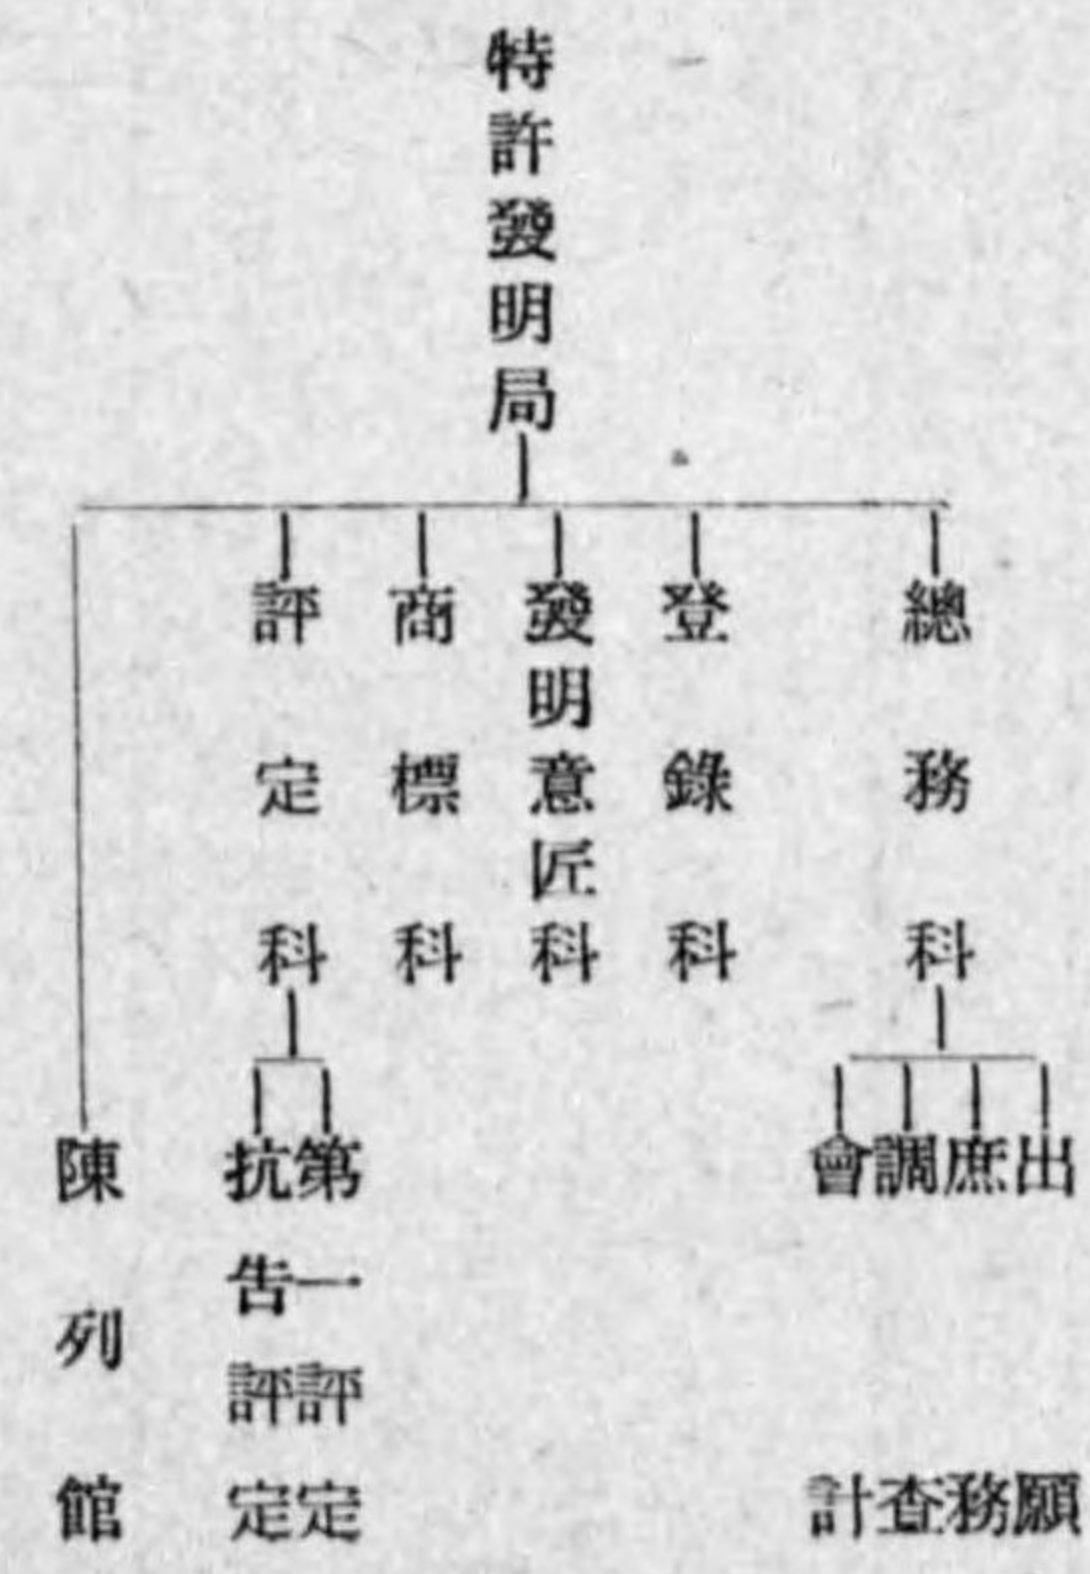 特許發明局
總務科
出願
庶務
調查
會計
登錄科
發明意匠科
商標科
評定科
第一評定
抗告評定
陳列館